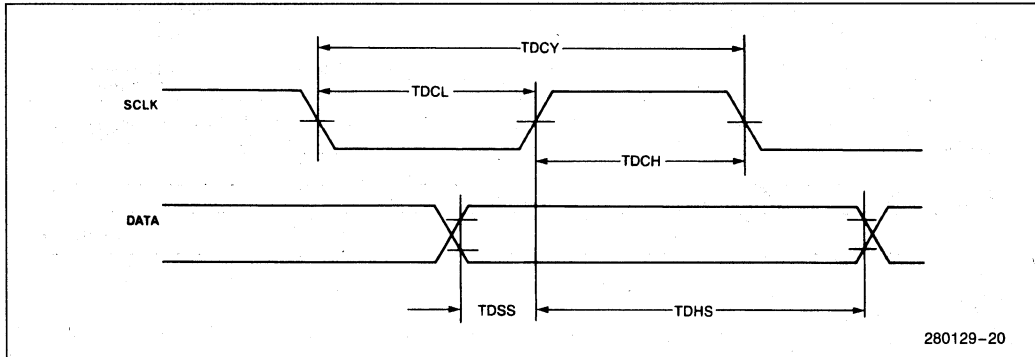 TDCY
TDCL
SCLK
TDCH
DATA
TDSS
TDHS
280129-20